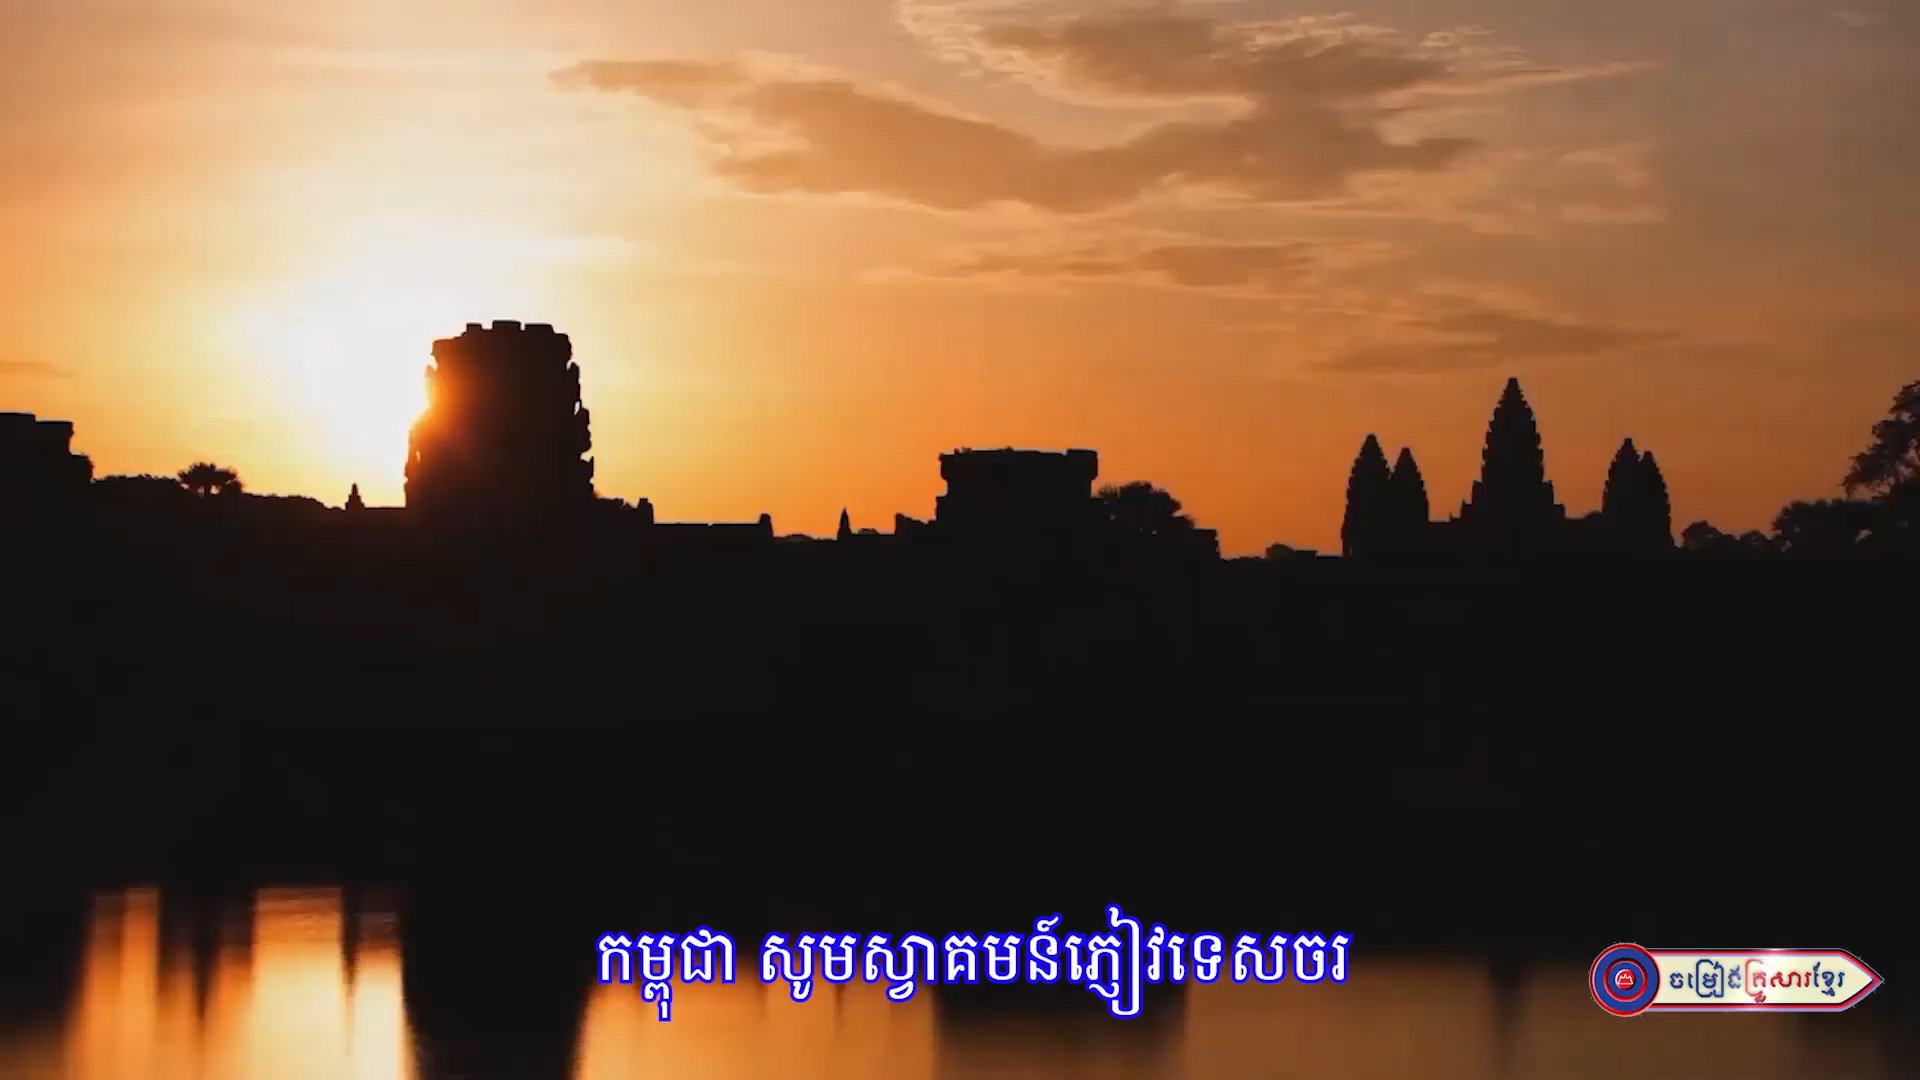 កម្ពុជា សូមស្វាគមន៍ភ្ញៀវទេសចរ
ចម្រៀងគ្រួសារខ្មែរ